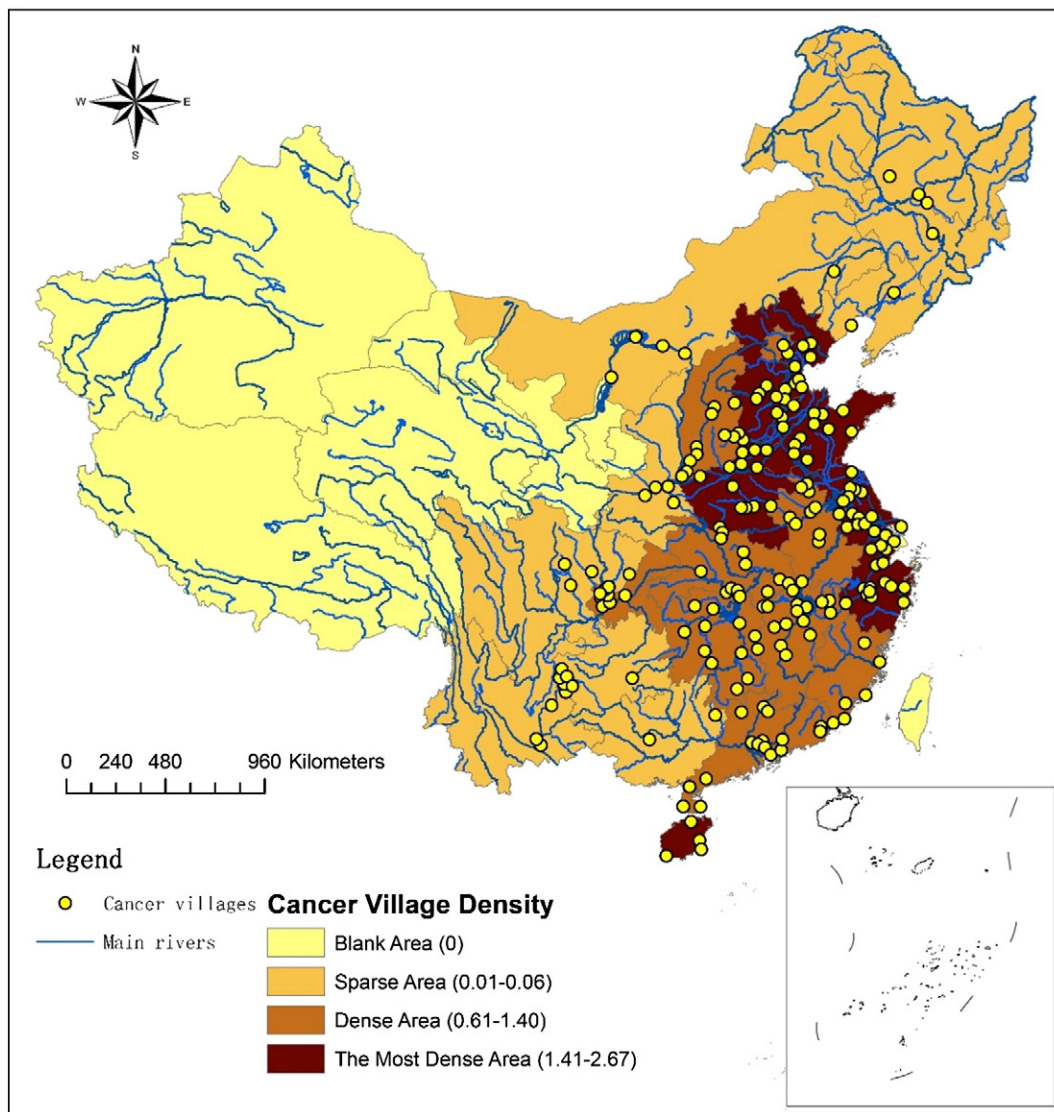 N
W E
S
0 240 480 960 Kilometers
Legend
Cancer villages
Main rivers
Cancer Village Density
Blank Area (0)
Sparse Area (0.01-0.06)
Dense Area (0.61-1.40)
The Most Dense Area (1.41-2.67)